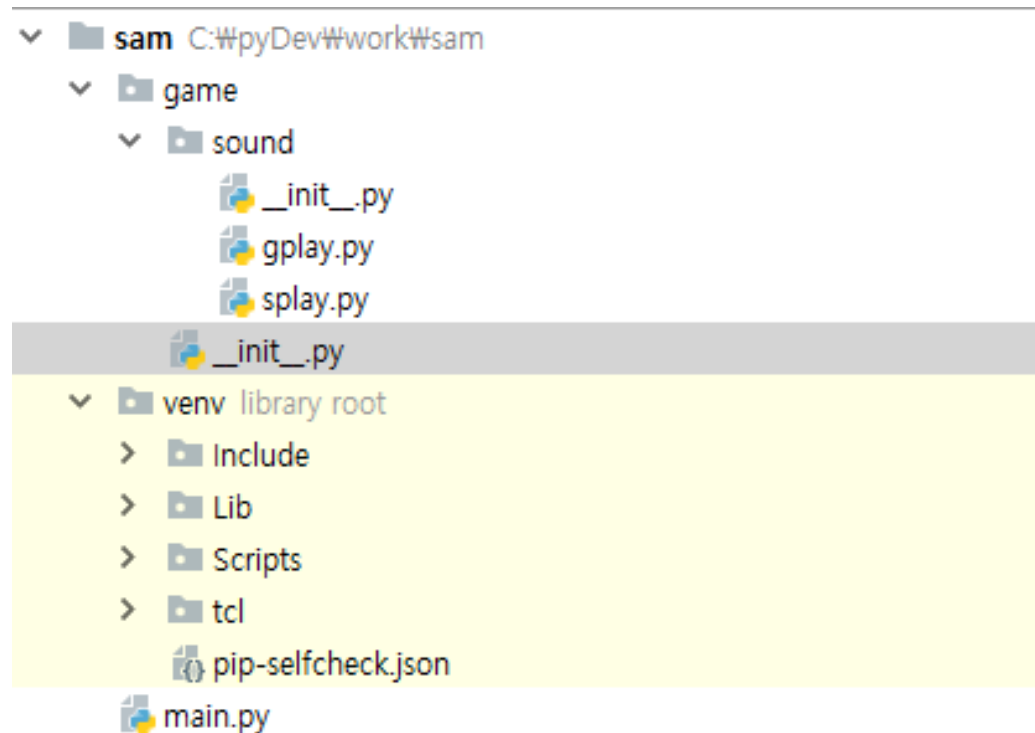 sam C:₩pyDev₩work₩sam
game
sound
__init__.py
gplay.py
splay.py
__init__.py
venv library root
Include
Lib
Scripts
tcl
pip-selfcheck.json
main.py